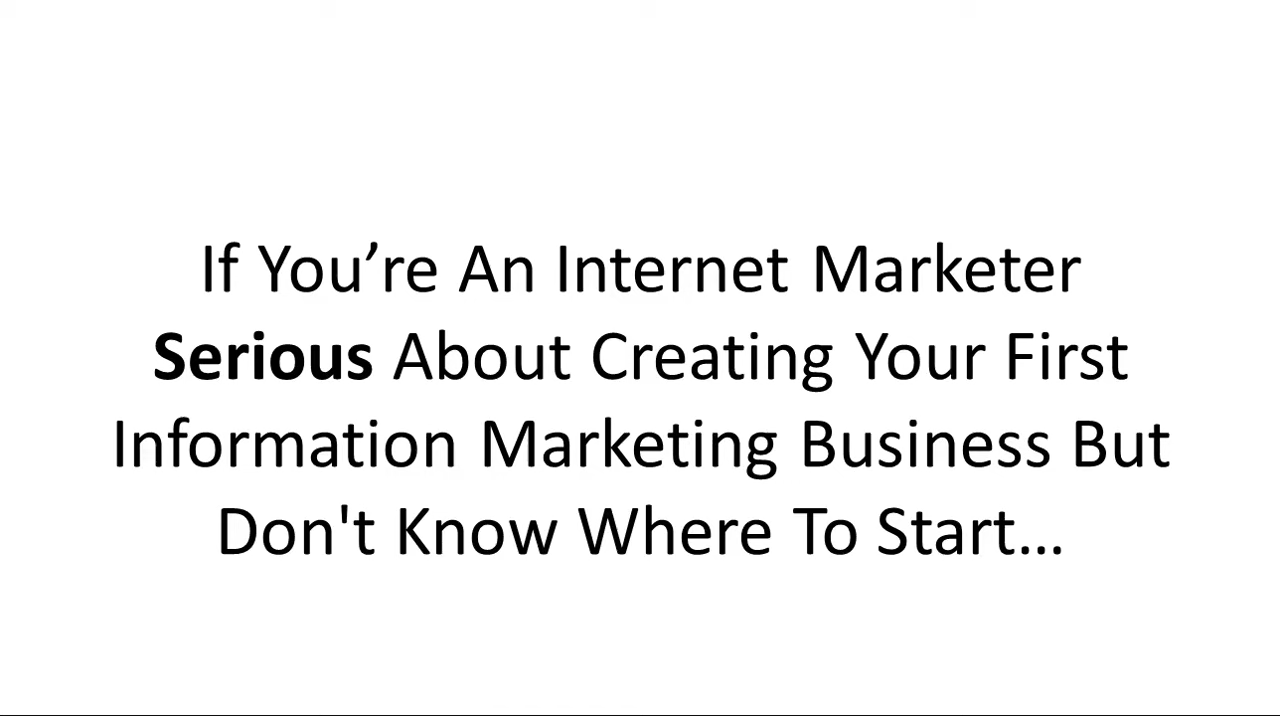 If You’re An Internet Marketer
Serious About Creating Your First
Information Marketing Business But
Don't Know Where To Start…